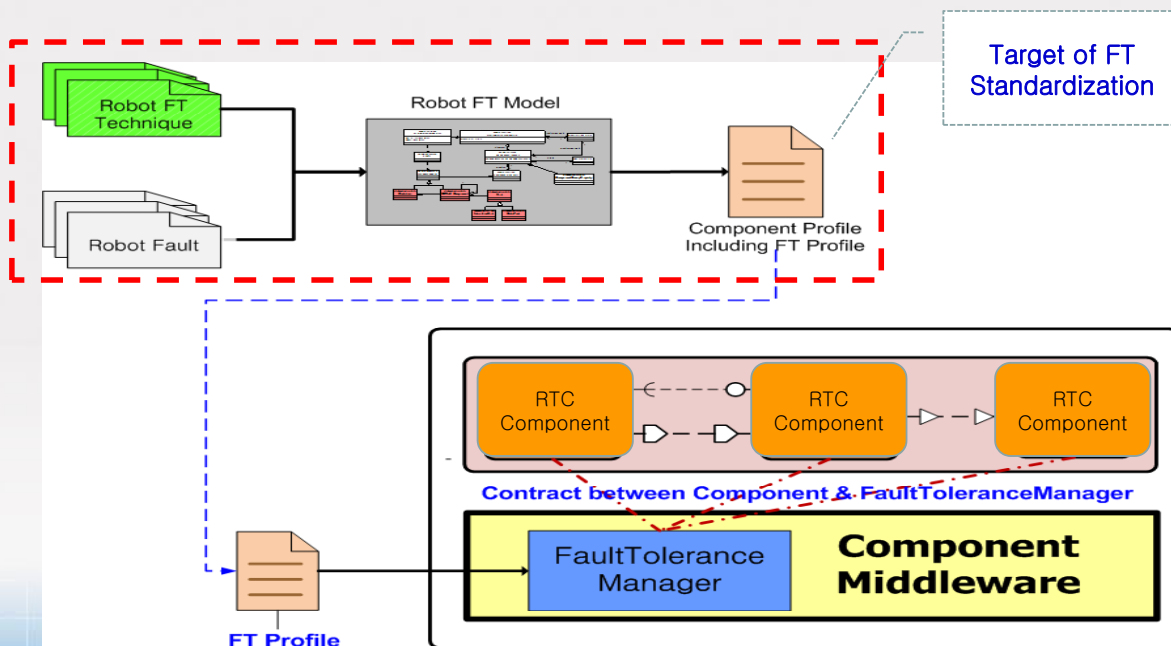 Target of FT
Standardization
Robot FT
Technique
Robot FT Model
Robot Fault
Component Profile
Including FT Profile
RTC
Component
RTC
Component
RTC
Component
Contract between Component & FaultToleranceManager
FaultTolerance
Manager
Component
Middleware
FT Profile